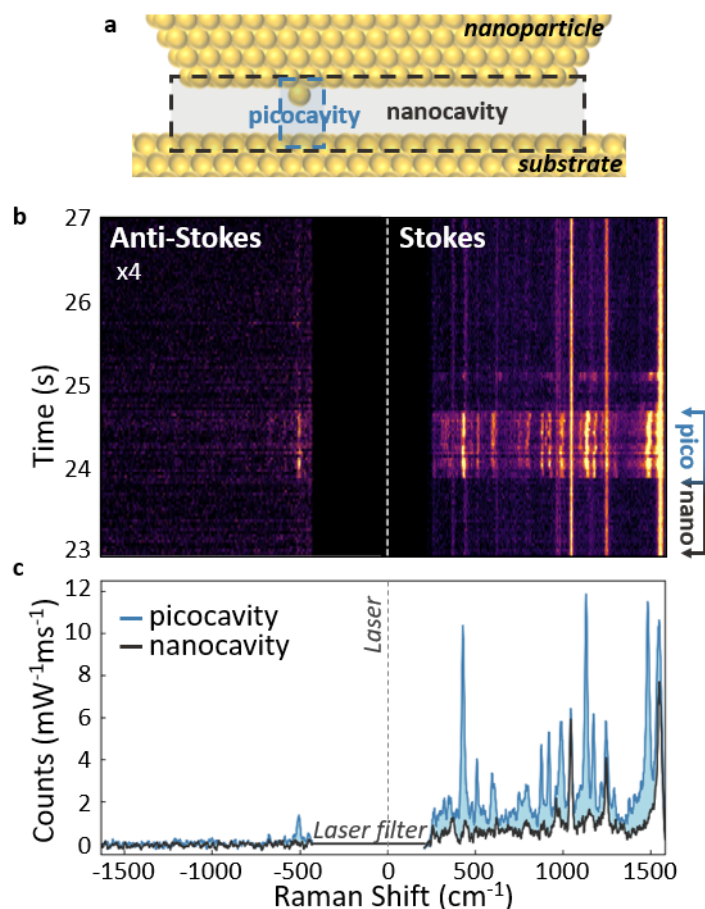 a
nanoparticle
picocavity
nanocavity
substrate
b
27
26
25
24
23
Time (s)
Anti-Stokes
x4
Stokes
pico
nano
c
12
10
8
6
4
2
0
Counts (mW⁻¹ms⁻¹)
picocavity
nanocavity
Laser
Laser filter
-1500 -1000 -500 0 500 1000 1500
Raman Shift (cm⁻¹)